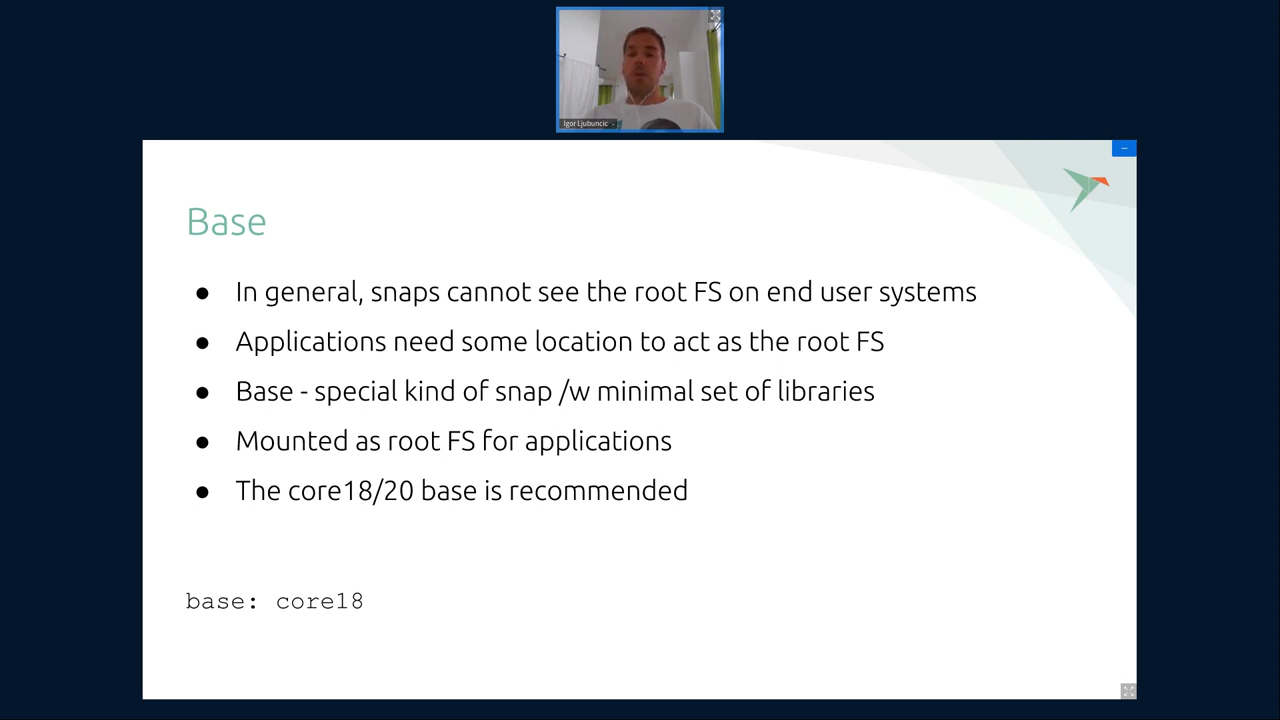 Igor Ljubuncic
Base
● In general, snaps cannot see the root FS on end user systems
● Applications need some location to act as the root FS
● Base - special kind of snap /w minimal set of libraries
● Mounted as root FS for applications
● The core18/20 base is recommended
base: core18